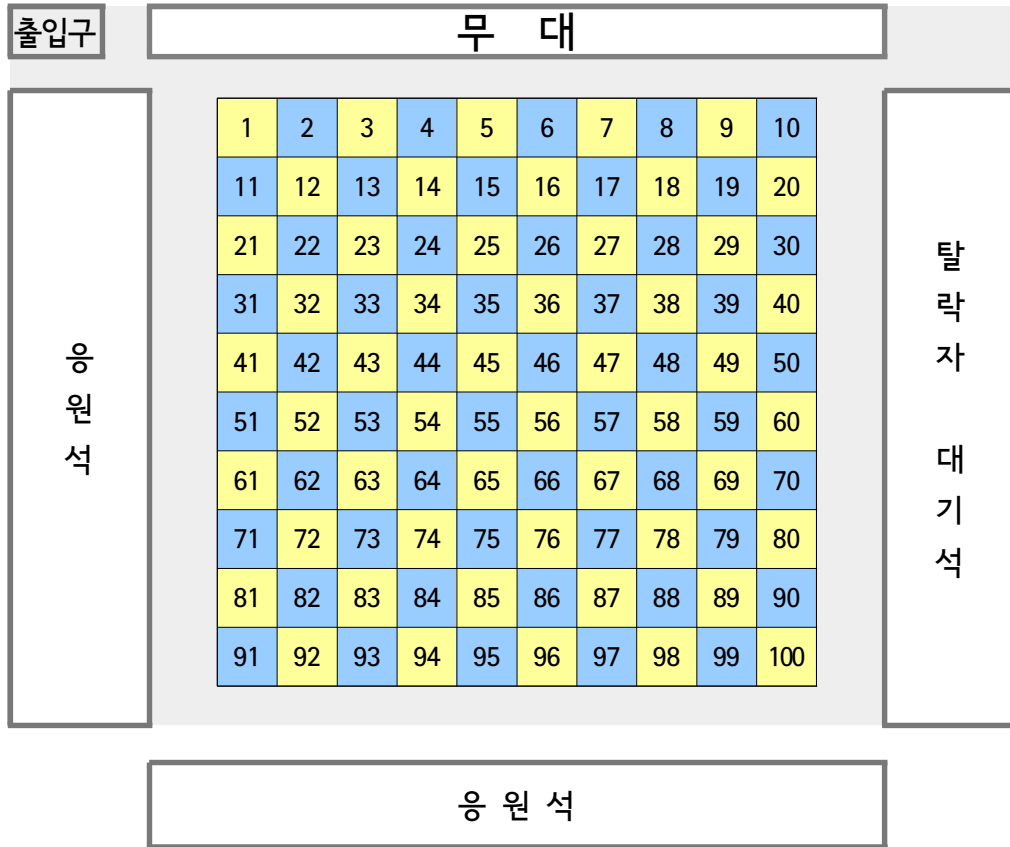 출입구
무 대
1 2 3 4 5 6 7 8 9 10
11 12 13 14 15 16 17 18 19 20
21 22 23 24 25 26 27 28 29 30
31 32 33 34 35 36 37 38 39 40
41 42 43 44 45 46 47 48 49 50
51 52 53 54 55 56 57 58 59 60
61 62 63 64 65 66 67 68 69 70
71 72 73 74 75 76 77 78 79 80
81 82 83 84 85 86 87 88 89 90
91 92 93 94 95 96 97 98 99 100
응
원
석
탈
락
자
대
기
석
응 원 석